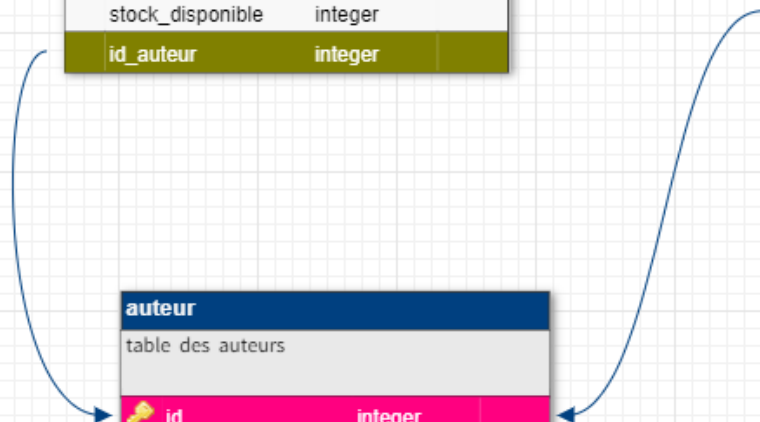 stock_disponible integer
id_auteur integer
auteur
table des auteurs
id integer